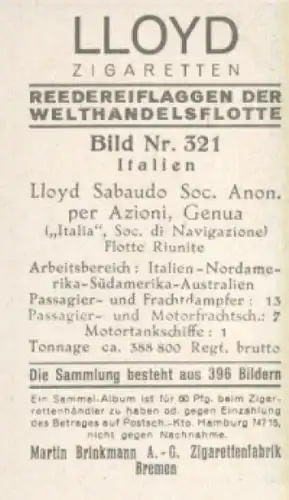 LLOYD
ZIGARETTEN
REEDEREIFLAGGEN DER
WELTHANDELSFLOTTE
Bild Nr. 321
Italien
Lloyd Sabaudo Soc. Anon.
per Azioni, Genua
(„Italia“, Soc. di Navigazione)
Flotte Riunite
Arbeitsbereich: Italien-Nordame-
rika-Südamerika-Australien
Passagier- und Frachtdampfer: 13
Passagier- und Motorfrachtsch.: 7
Motortankschiffe: 1
Tonnage ca. 388 800 Regt. brutto
Die Sammlung besteht aus 396 Bildern
Ein Sammel-Album ist für 60 Pfg. beim Zigar-
rettenhändler zu haben od. gegen Einzahlung
des Betrages auf Postsch.-Kto. Hamburg 747 15,
nicht gegen Nachnahme.
Martin Brinkmann A.-G. Zigarettenfabrik
Bremen